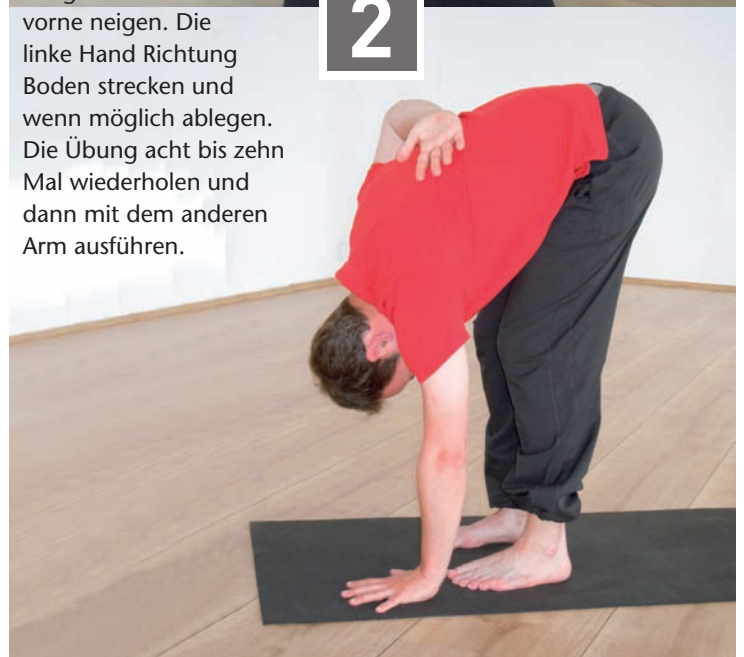 vorne neigen. Die
linke Hand Richtung
Boden strecken und
wenn möglich ablegen.
Die Übung acht bis zehn
Mal wiederholen und
dann mit dem anderen
Arm ausführen.
2